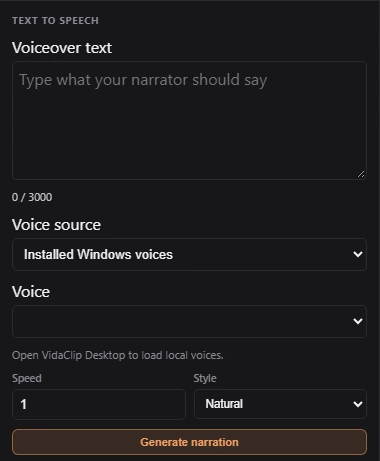 TEXT TO SPEECH
Voiceover text
Type what your narrator should say
0 / 3000
Voice source
Installed Windows voices
Voice
Open VidaClip Desktop to load local voices.
Speed Style
1 Natural
Generate narration